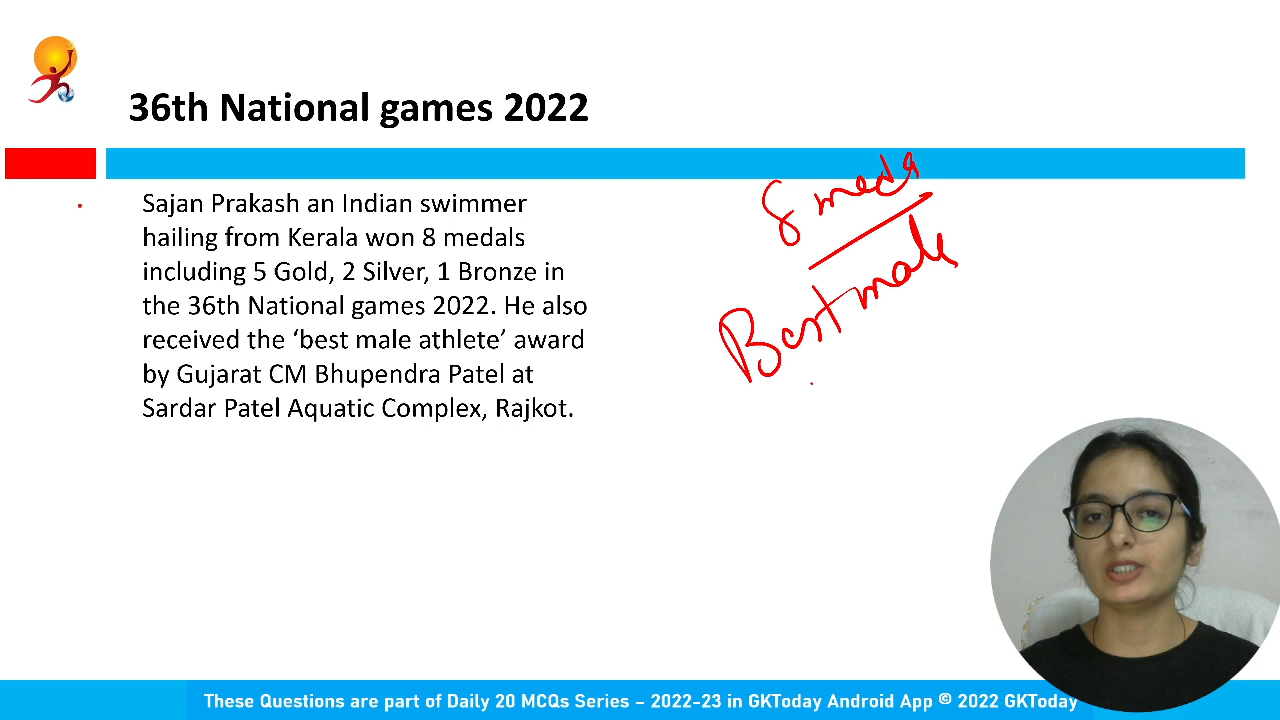 36th National games 2022
Sajan Prakash an Indian swimmer
hailing from Kerala won 8 medals
including 5 Gold, 2 Silver, 1 Bronze in
the 36th National games 2022. He also
received the ‘best male athlete’ award
by Gujarat CM Bhupendra Patel at
Sardar Patel Aquatic Complex, Rajkot.
8 meda
Best male
These Questions are part of Daily 20 MCQs Series – 2022-23 in GKToday Android App © 2022 GKToday